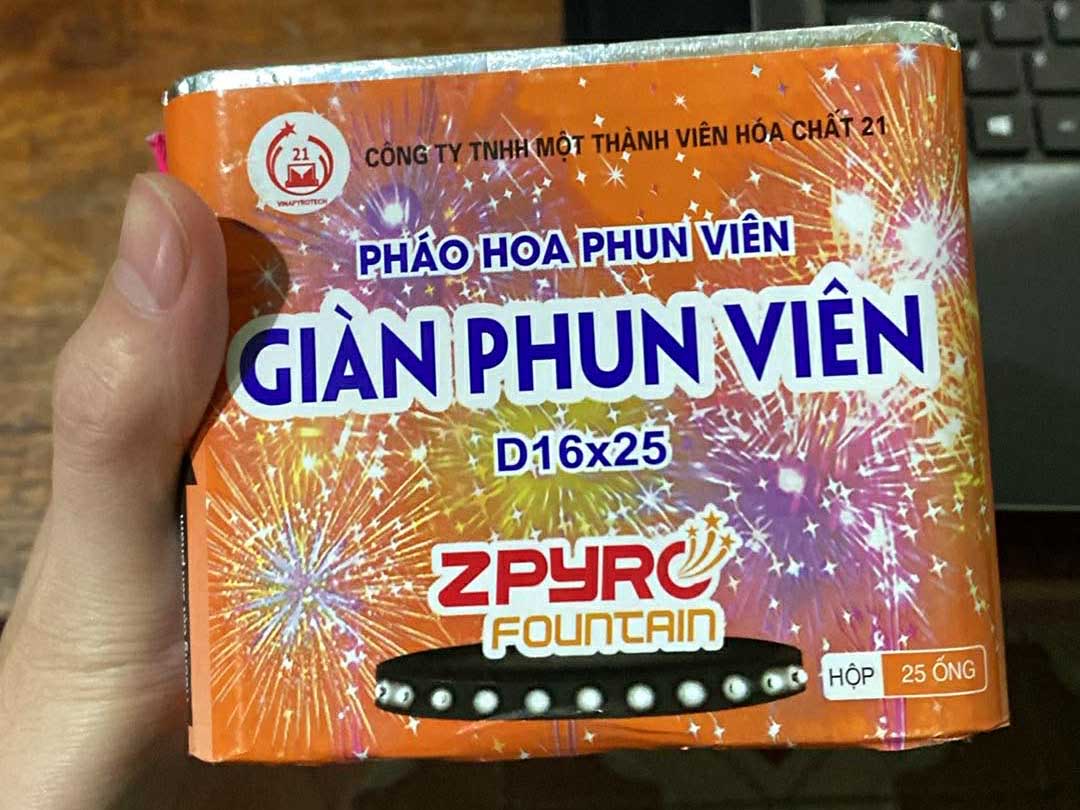 21
VINAPYROTECH
CÔNG TY TNHH MỘT THÀNH VIÊN HÓA CHẤT 21
PHÁO HOA PHUN VIÊN
GIÀN PHUN VIÊN
D16x25
ZPYRO
FOUNTAIN
HỘP 25 ỐNG